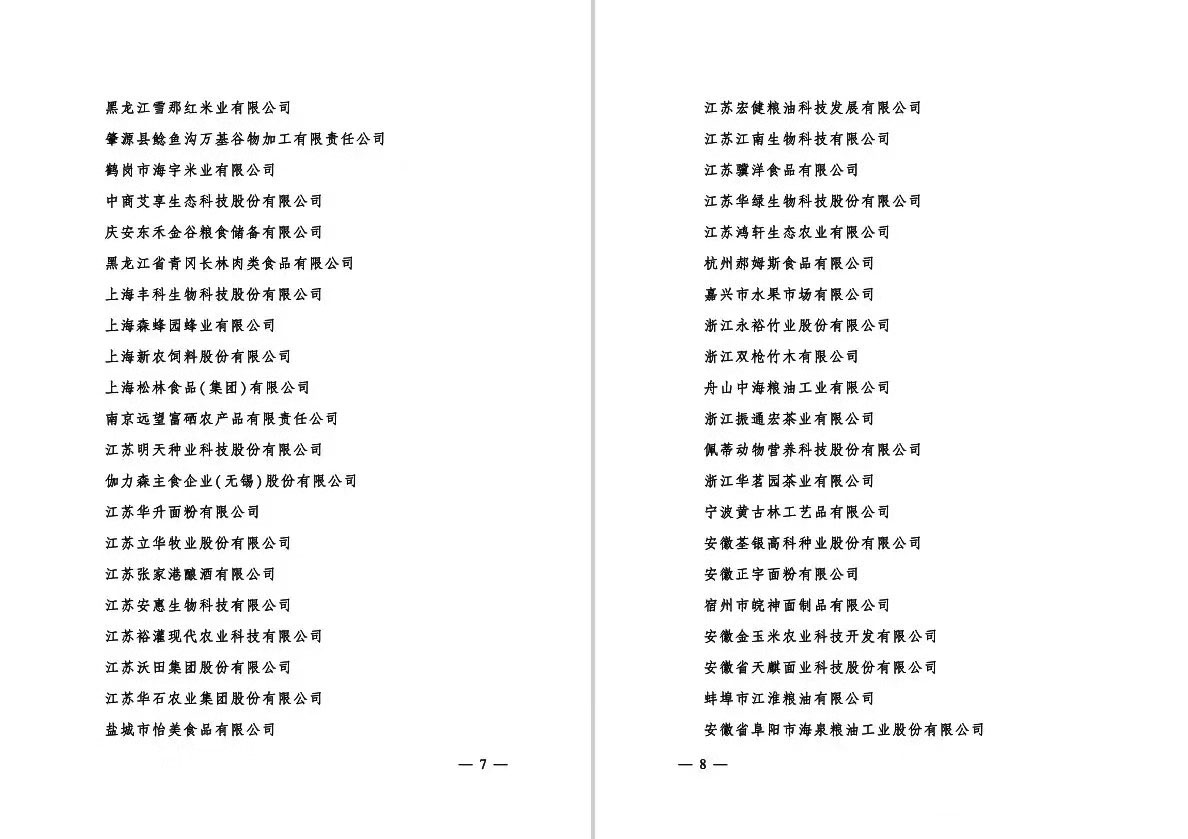 黑龙江雪那红米业有限公司
肇源县鲶鱼沟万基谷物加工有限责任公司
鹤岗市海宇米业有限公司
中商艾享生态科技股份有限公司
庆安东禾金谷粮食储备有限公司
黑龙江省青冈长林肉类食品有限公司
上海丰科生物科技股份有限公司
上海森蜂园蜂业有限公司
上海新农饲料股份有限公司
上海松林食品(集团)有限公司
南京远望富硒农产品有限责任公司
江苏明天种业科技股份有限公司
伽力森主食企业(无锡)股份有限公司
江苏华升面粉有限公司
江苏立华牧业股份有限公司
江苏张家港酿酒有限公司
江苏安惠生物科技有限公司
江苏裕灌现代农业科技有限公司
江苏沃田集团股份有限公司
江苏华石农业集团股份有限公司
盐城市怡美食品有限公司
— 7 —
江苏宏健粮油科技发展有限公司
江苏江南生物科技有限公司
江苏骥洋食品有限公司
江苏华绿生物科技股份有限公司
江苏鸿轩生态农业有限公司
杭州郝姆斯食品有限公司
嘉兴市水果市场有限公司
浙江永裕竹业股份有限公司
浙江双枪竹木有限公司
舟山中海粮油工业有限公司
浙江振通宏茶业有限公司
佩蒂动物营养科技股份有限公司
浙江华茗园茶业有限公司
宁波黄古林工艺品有限公司
安徽荃银高科种业股份有限公司
安徽正宇面粉有限公司
宿州市皖神面制品有限公司
安徽金玉米农业科技开发有限公司
安徽省天麒面业科技股份有限公司
蚌埠市江淮粮油有限公司
安徽省阜阳市海泉粮油工业股份有限公司
— 8 —